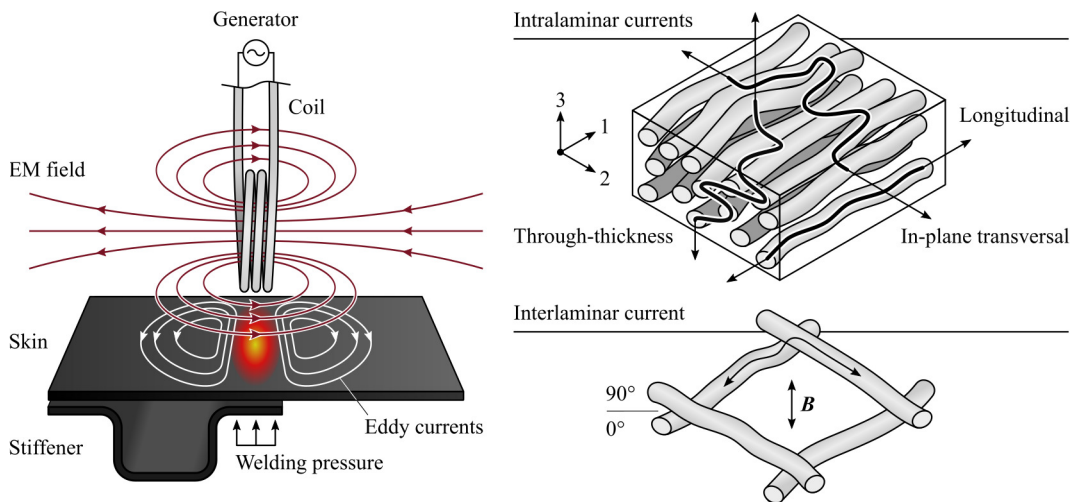 Generator
Coil
EM field
Skin
Eddy currents
Stiffener
Welding pressure
Intralaminar currents
3
1
2
Longitudinal
Through-thickness
In-plane transversal
Interlaminar current
90°
0°
B